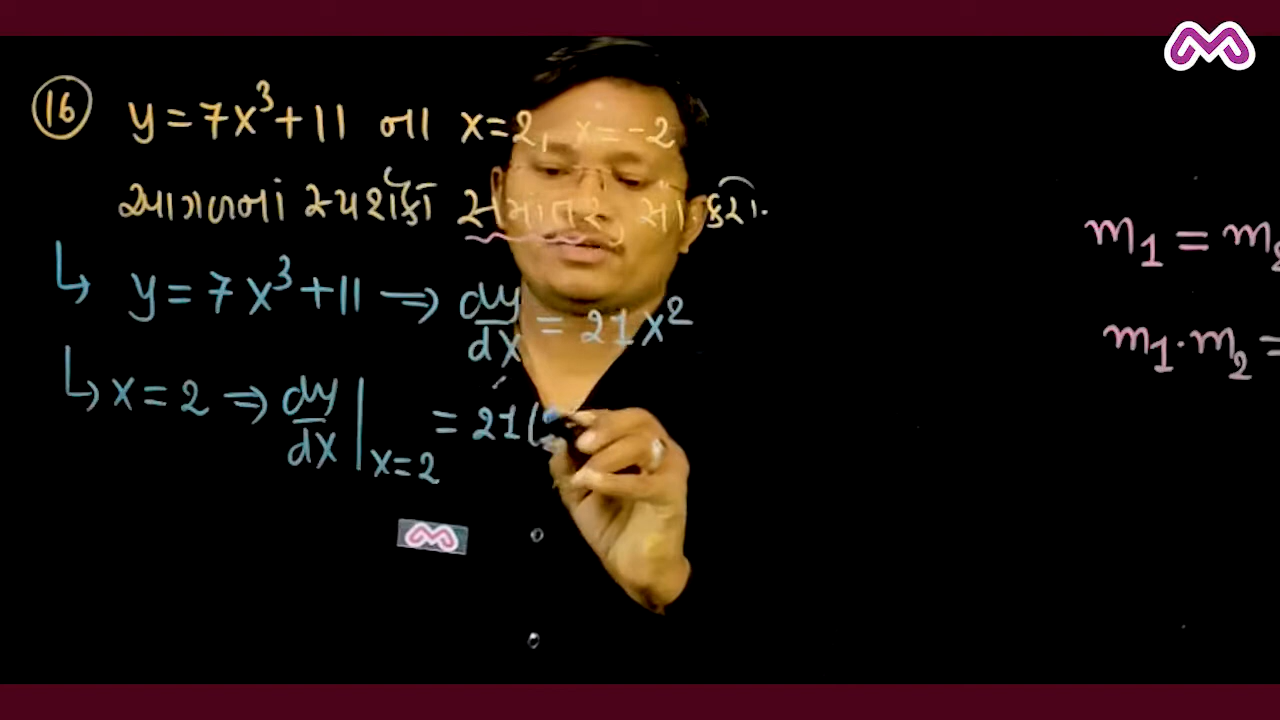 16 y = 7x³ + 11 ના x = 2, x = -2
આગળનાં સ્પર્શકો સમાંતર છે, સા. કરો.
↳ y = 7x³ + 11 ⇒ dy/dx = 21x²
↳ x = 2 ⇒ dy/dx | x=2 = 21(
m₁ = m
m₁·m₂ =